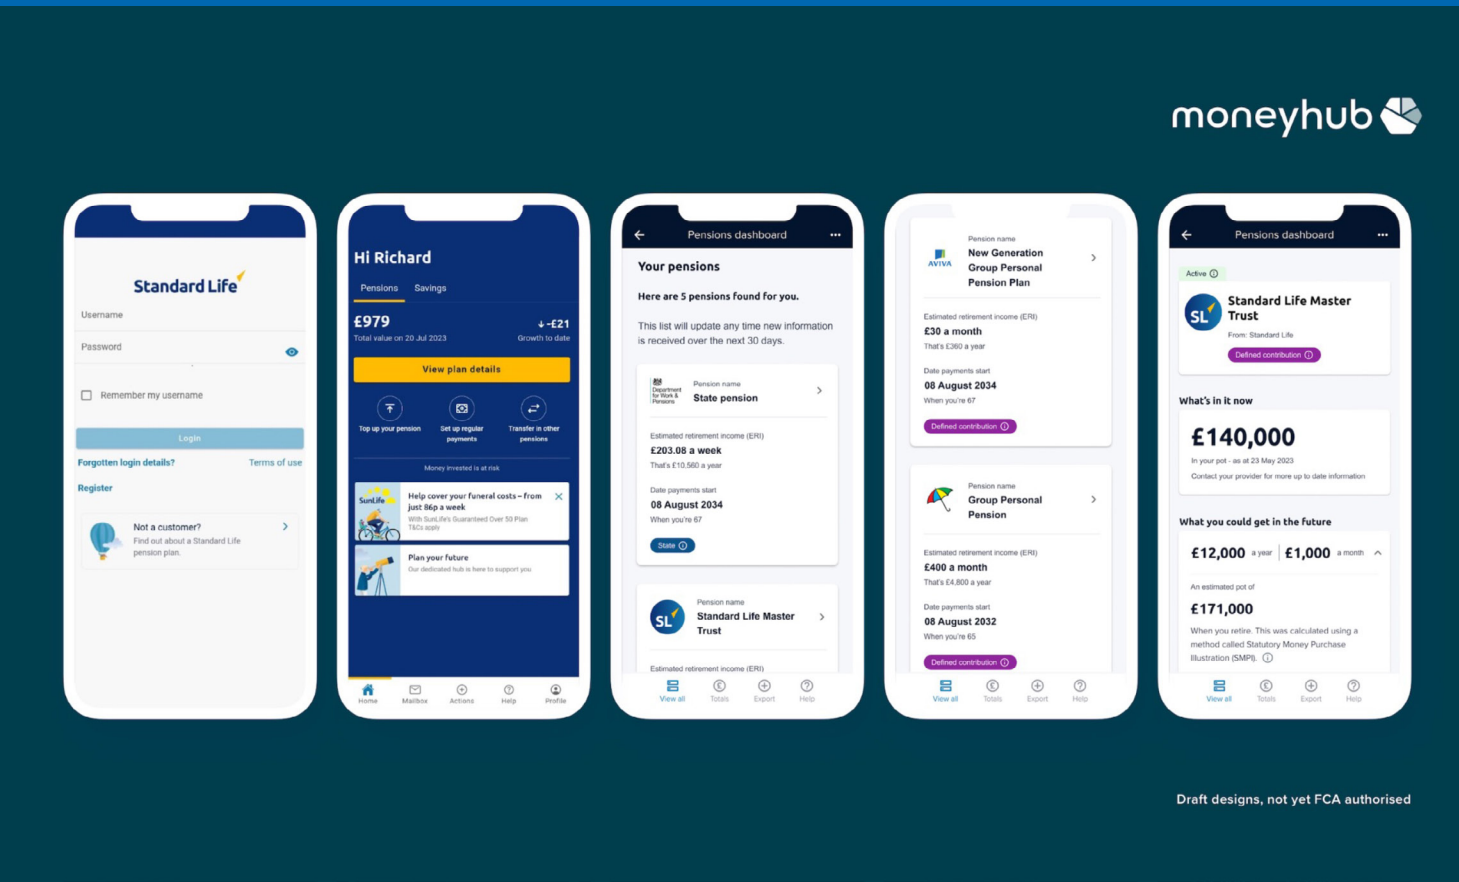 moneyhub
Standard Life
Username
Password
Remember my username
Login
Forgotten login details?
Terms of use
Register
Not a customer?
Find out about a Standard Life
pension plan.
Hi Richard
Pensions
Savings
£979
-£21
Total value on 20 Jul 2023
Growth to date
View plan details
Top up your pension
Set up regular
payments
Transfer in other
pensions
Money invested is at risk
SunLife
Help cover your funeral costs – from
just 86p a week
With SunLife's Guaranteed Over 50 Plan
T&Cs apply
Plan your future
Our dedicated hub is here to support you
Home
Mailbox
Actions
Help
Profile
Pensions dashboard
Your pensions
Here are 5 pensions found for you.
This list will update any time new information
is received over the next 30 days.
Department
for Work &
Pensions
Pension name
State pension
Estimated retirement income (ERI)
£203.08 a week
That's £10,560 a year
Date payments start
08 August 2034
When you're 67
State
SL
Pension name
Standard Life Master
Trust
Estimated retirement income (ERI)
View all
Totals
Export
Help
AVIVA
Pension name
New Generation
Group Personal
Pension Plan
Estimated retirement income (ERI)
£30 a month
That's £360 a year
Date payments start
08 August 2034
When you're 67
Defined contribution
Pension name
Group Personal
Pension
Estimated retirement income (ERI)
£400 a month
That's £4,800 a year
Date payments start
08 August 2032
When you're 65
Defined contribution
View all
Totals
Export
Help
Pensions dashboard
Active
SL
Standard Life Master
Trust
From: Standard Life
Defined contribution
What's in it now
£140,000
In your pot - as at 23 May 2023
Contact your provider for more up to date information
What you could get in the future
£12,000 a year
£1,000 a month
An estimated pot of
£171,000
When you retire. This was calculated using a
method called Statutory Money Purchase
Illustration (SMPI).
View all
Totals
Export
Help
Draft designs, not yet FCA authorised